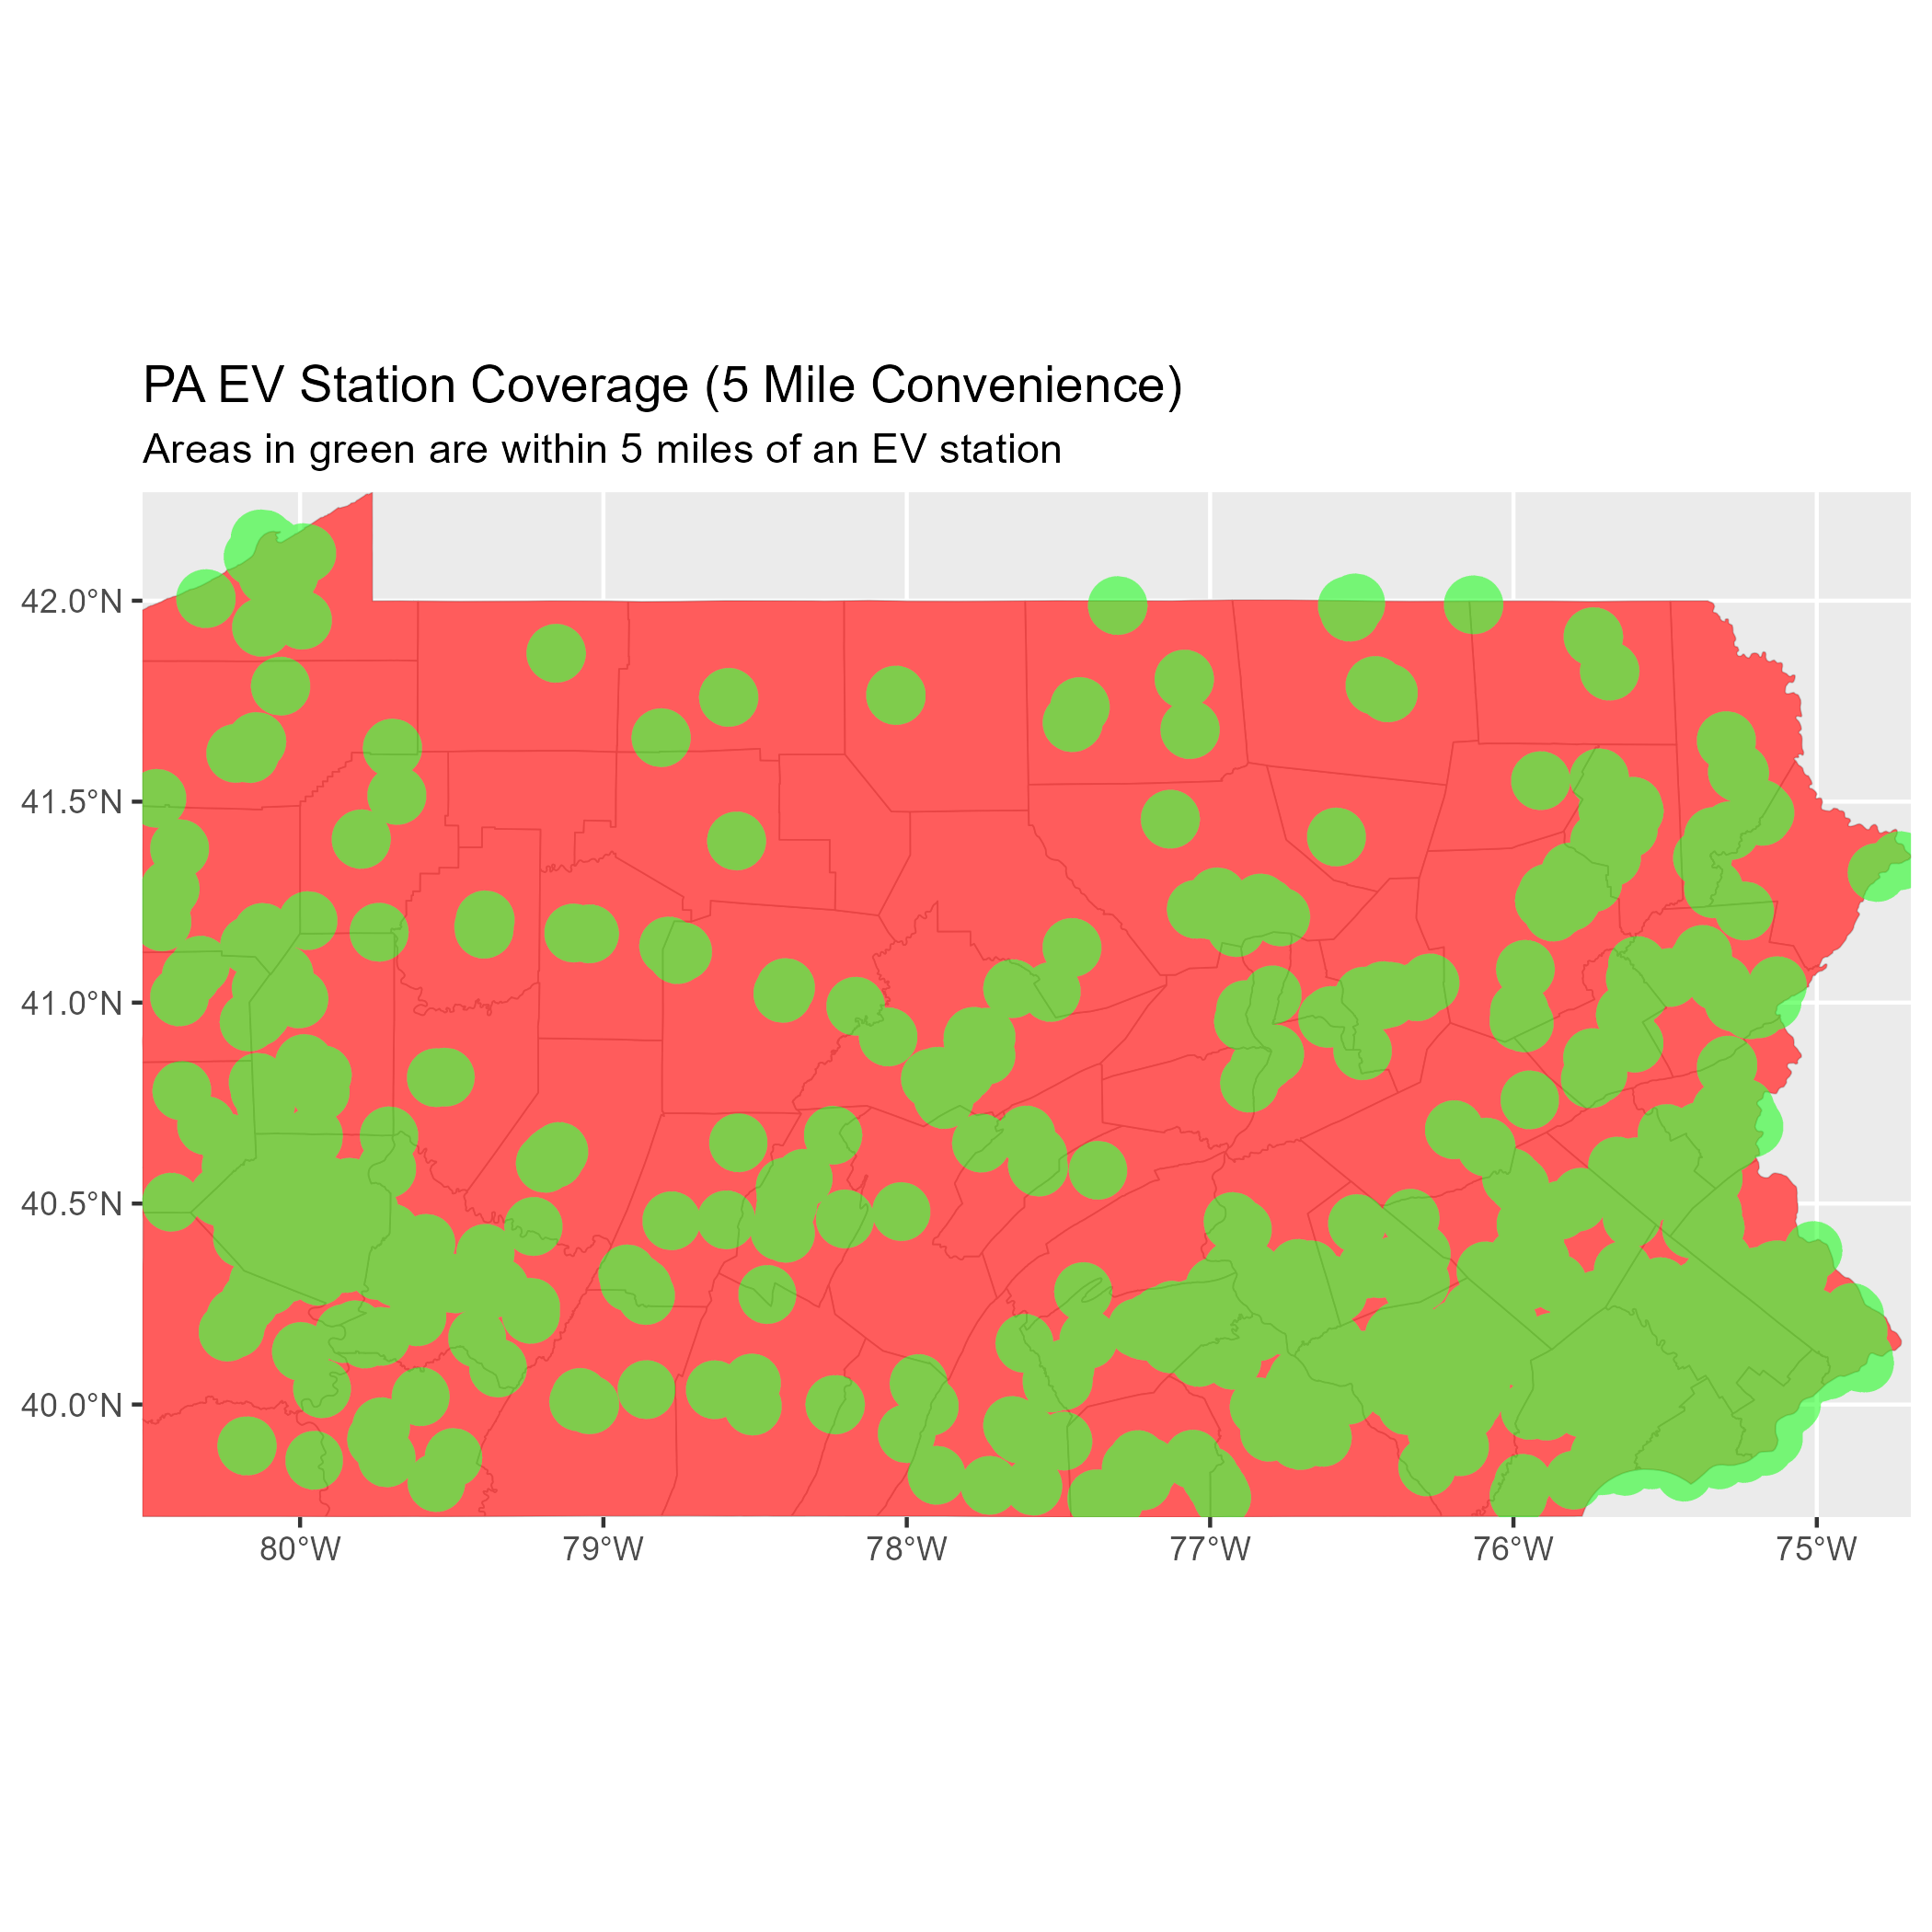 PA EV Station Coverage (5 Mile Convenience)
Areas in green are within 5 miles of an EV station
42.0°N
41.5°N
41.0°N
40.5°N
40.0°N
80°W 79°W 78°W 77°W 76°W 75°W